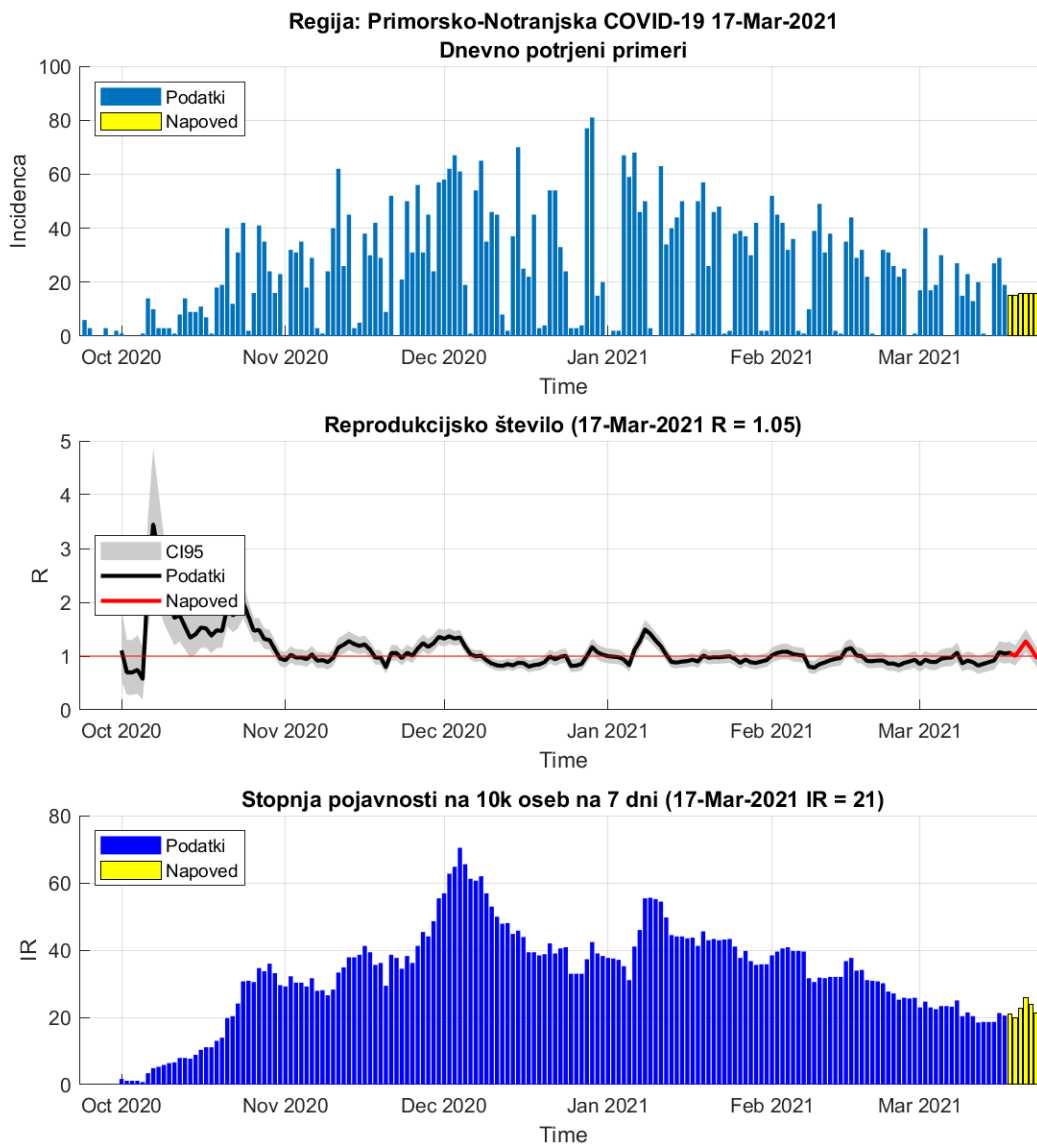 Regija: Primorsko-Notranjska COVID-19 17-Mar-2021
Dnevno potrjeni primeri
100
80
60
40
20
0
Incidenca
Podatki
Napoved
Oct 2020 Nov 2020 Dec 2020 Jan 2021 Feb 2021 Mar 2021
Time
Reprodukcijsko število (17-Mar-2021 R = 1.05)
5
4
3
2
1
0
R
CI95
Podatki
Napoved
Oct 2020 Nov 2020 Dec 2020 Jan 2021 Feb 2021 Mar 2021
Time
Stopnja pojavnosti na 10k oseb na 7 dni (17-Mar-2021 IR = 21)
80
60
40
20
0
IR
Podatki
Napoved
Oct 2020 Nov 2020 Dec 2020 Jan 2021 Feb 2021 Mar 2021
Time